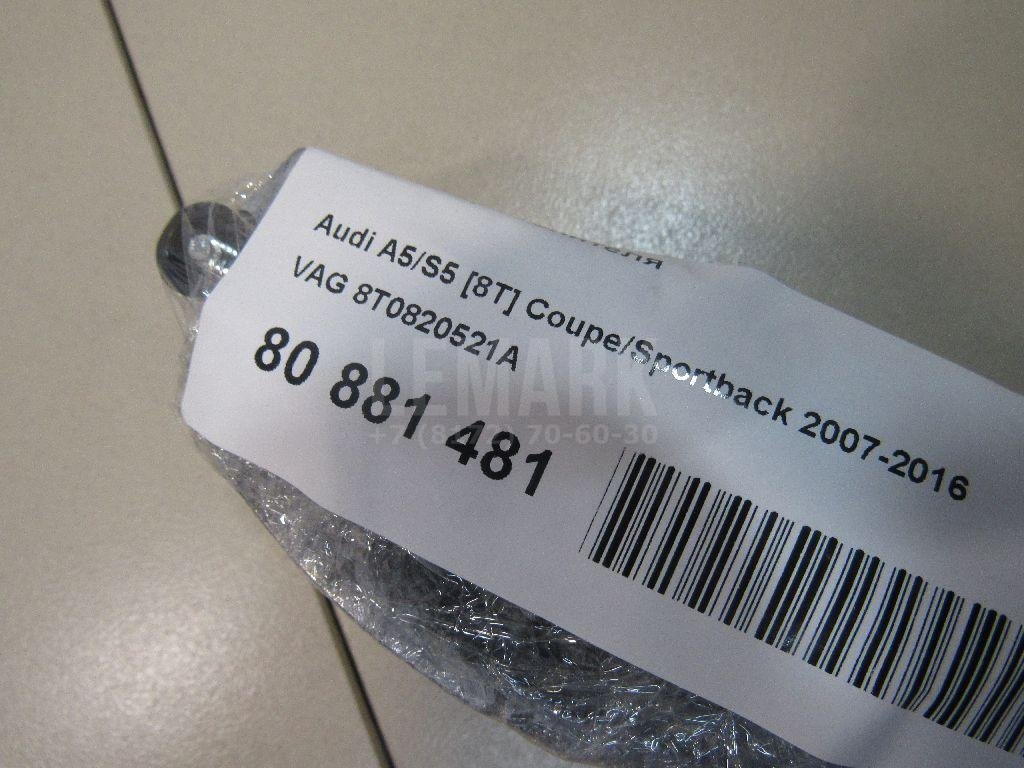 Audi A5/S5 [8T] Coupe/Sportback 2007-2016
VAG 8T0820521A
80 881 481
LEMARK